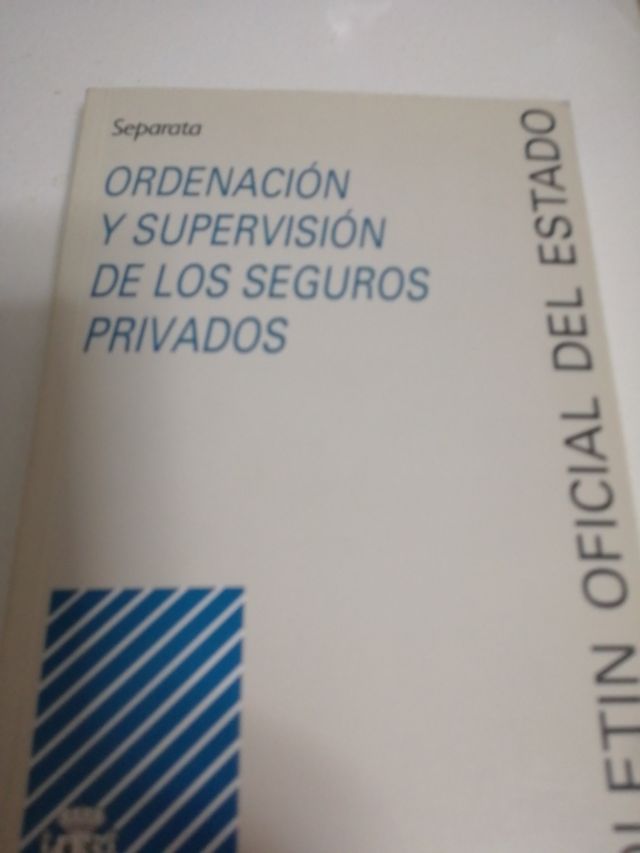 Separata
ORDENACIÓN
Y SUPERVISIÓN
DE LOS SEGUROS
PRIVADOS
OFICIAL DEL ESTADO